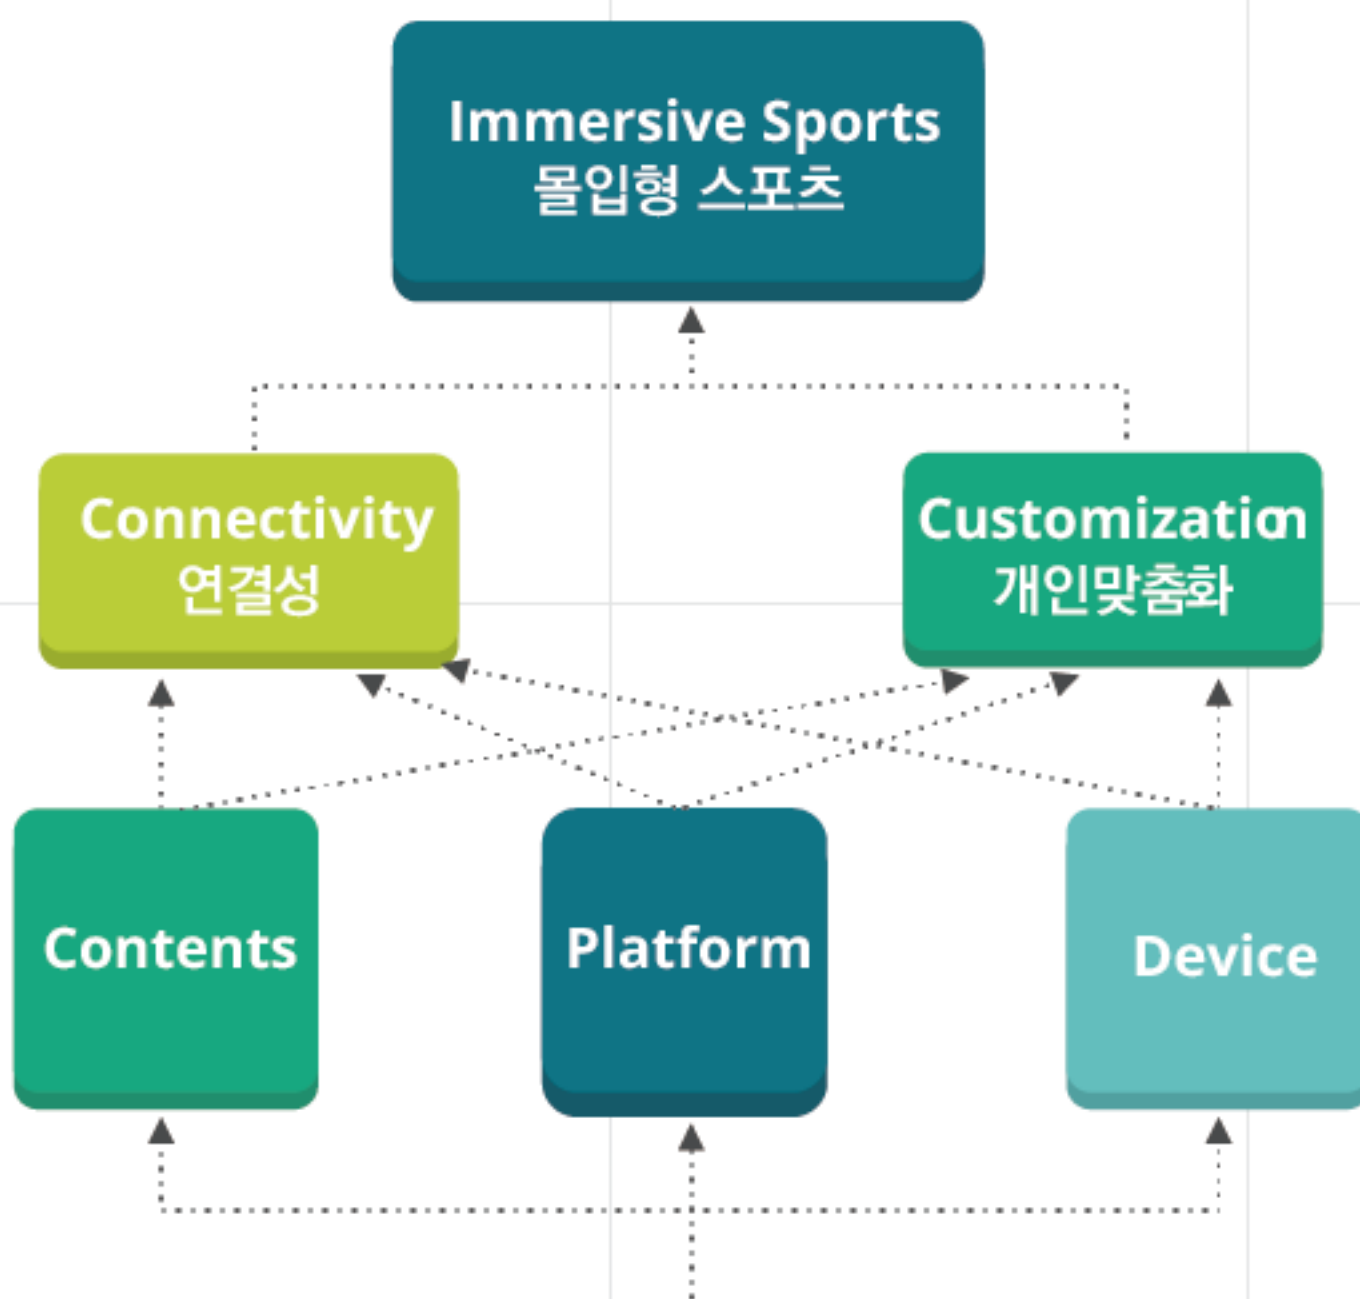 Immersive Sports
몰입형 스포츠
Connectivity
연결성
Customization
개인맞춤화
Contents
Platform
Device